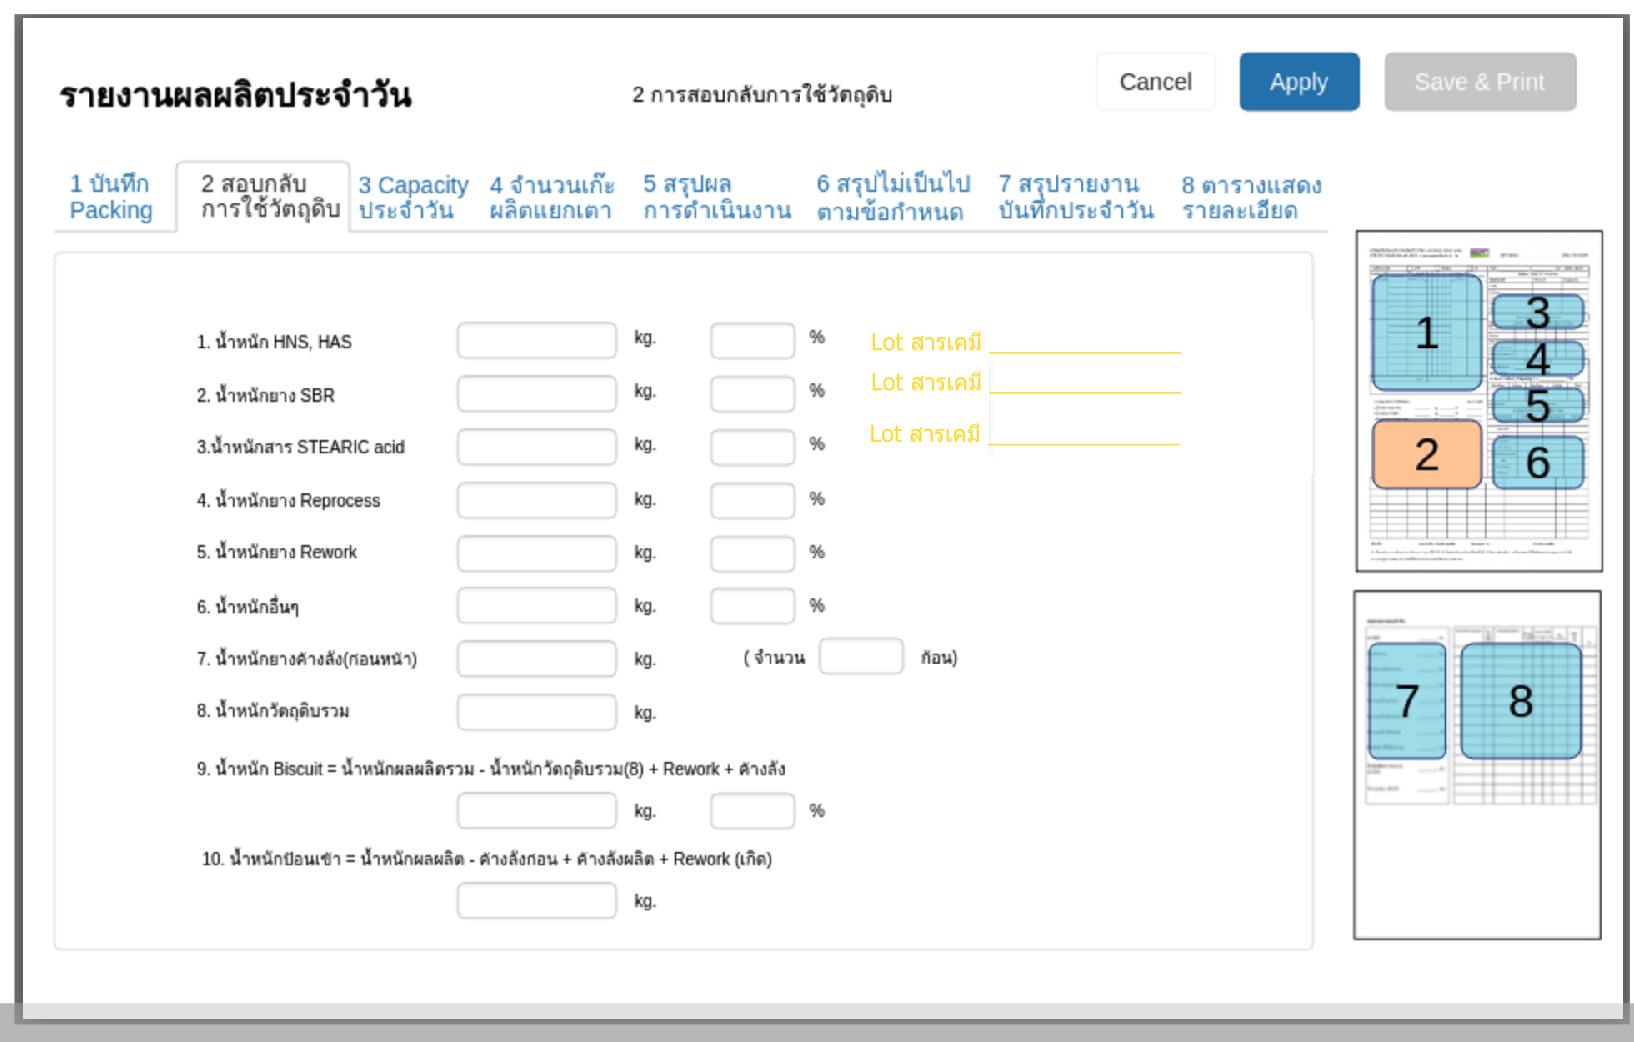 รายงานผลผลิตประจำวัน
2 การสอบกลับการใช้วัตถุดิบ
Cancel
Apply
Save & Print
1 บันทึก
Packing
2 สอบกลับ
การใช้วัตถุดิบ
3 Capacity
ประจำวัน
4 จำนวนเก๊ะ
ผลิตแยกเตา
5 สรุปผล
การดำเนินงาน
6 สรุปไม่เป็นไป
ตามข้อกำหนด
7 สรุปรายงาน
บันทึกประจำวัน
8 ตารางแสดง
รายละเอียด
1. น้ำหนัก HNS, HAS kg. % Lot สารเคมี
2. น้ำหนักยาง SBR kg. % Lot สารเคมี
3.น้ำหนักสาร STEARIC acid kg. % Lot สารเคมี
4. น้ำหนักยาง Reprocess kg. %
5. น้ำหนักยาง Rework kg. %
6. น้ำหนักอื่นๆ kg. %
7. น้ำหนักยางค้างลัง(ก่อนหน้า) kg. ( จำนวน ก้อน)
8. น้ำหนักวัตถุดิบรวม kg.
9. น้ำหนัก Biscuit = น้ำหนักผลผลิตรวม - น้ำหนักวัตถุดิบรวม(8) + Rework + ค้างลัง
kg. %
10. น้ำหนักป้อนเข้า = น้ำหนักผลผลิต - ค้างลังก่อน + ค้างลังผลิต + Rework (เกิด)
kg.
1
2
3
4
5
6
7
8